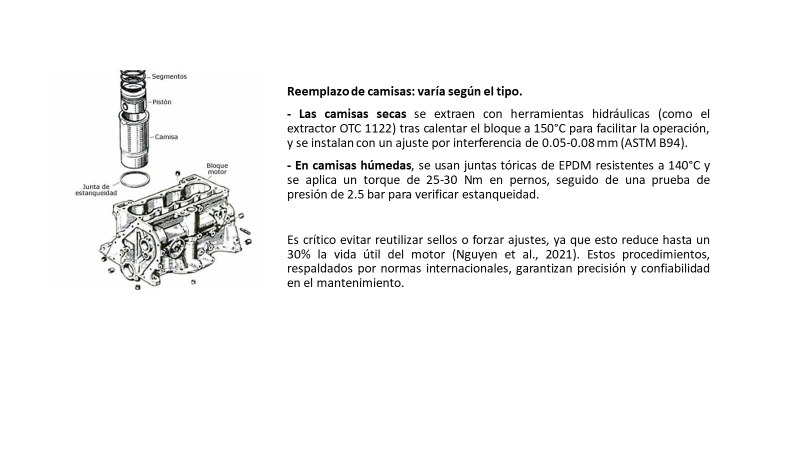 Segmentos
Pistón
Camisa
Bloque
motor
Junta de
estanqueidad
Reemplazo de camisas: varía según el tipo.
- Las camisas secas se extraen con herramientas hidráulicas (como el
extractor OTC 1122) tras calentar el bloque a 150°C para facilitar la operación,
y se instalan con un ajuste por interferencia de 0.05-0.08 mm (ASTM B94).
- En camisas húmedas, se usan juntas tóricas de EPDM resistentes a 140°C y
se aplica un torque de 25-30 Nm en pernos, seguido de una prueba de
presión de 2.5 bar para verificar estanqueidad.
Es crítico evitar reutilizar sellos o forzar ajustes, ya que esto reduce hasta un
30% la vida útil del motor (Nguyen et al., 2021). Estos procedimientos,
respaldados por normas internacionales, garantizan precisión y confiabilidad
en el mantenimiento.